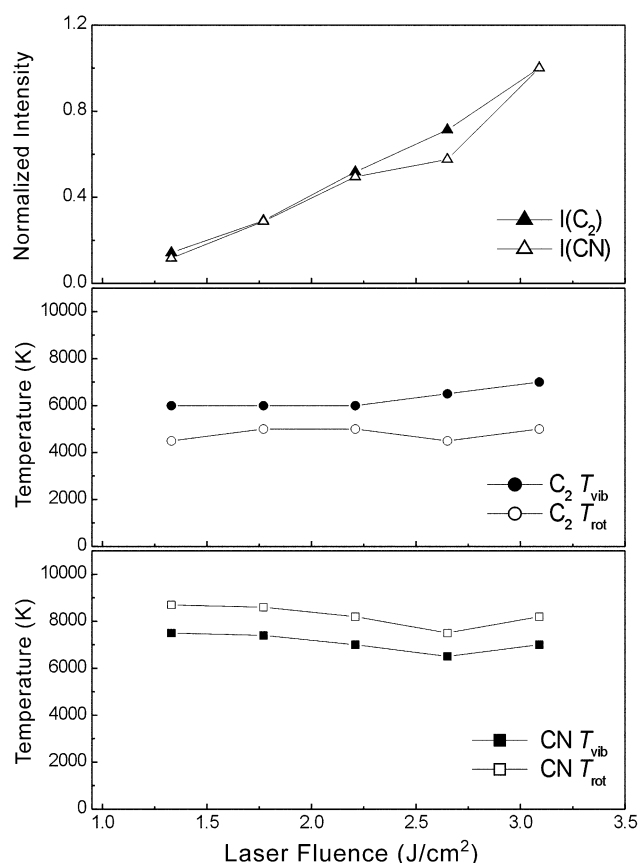 1.2
0.8
0.4
0.0
Normalized Intensity
I(C₂)
I(CN)
10000
8000
6000
4000
2000
0
Temperature (K)
C₂ Tvib
C₂ Trot
10000
8000
6000
4000
2000
0
Temperature (K)
CN Tvib
CN Trot
1.0 1.5 2.0 2.5 3.0 3.5
Laser Fluence (J/cm²)